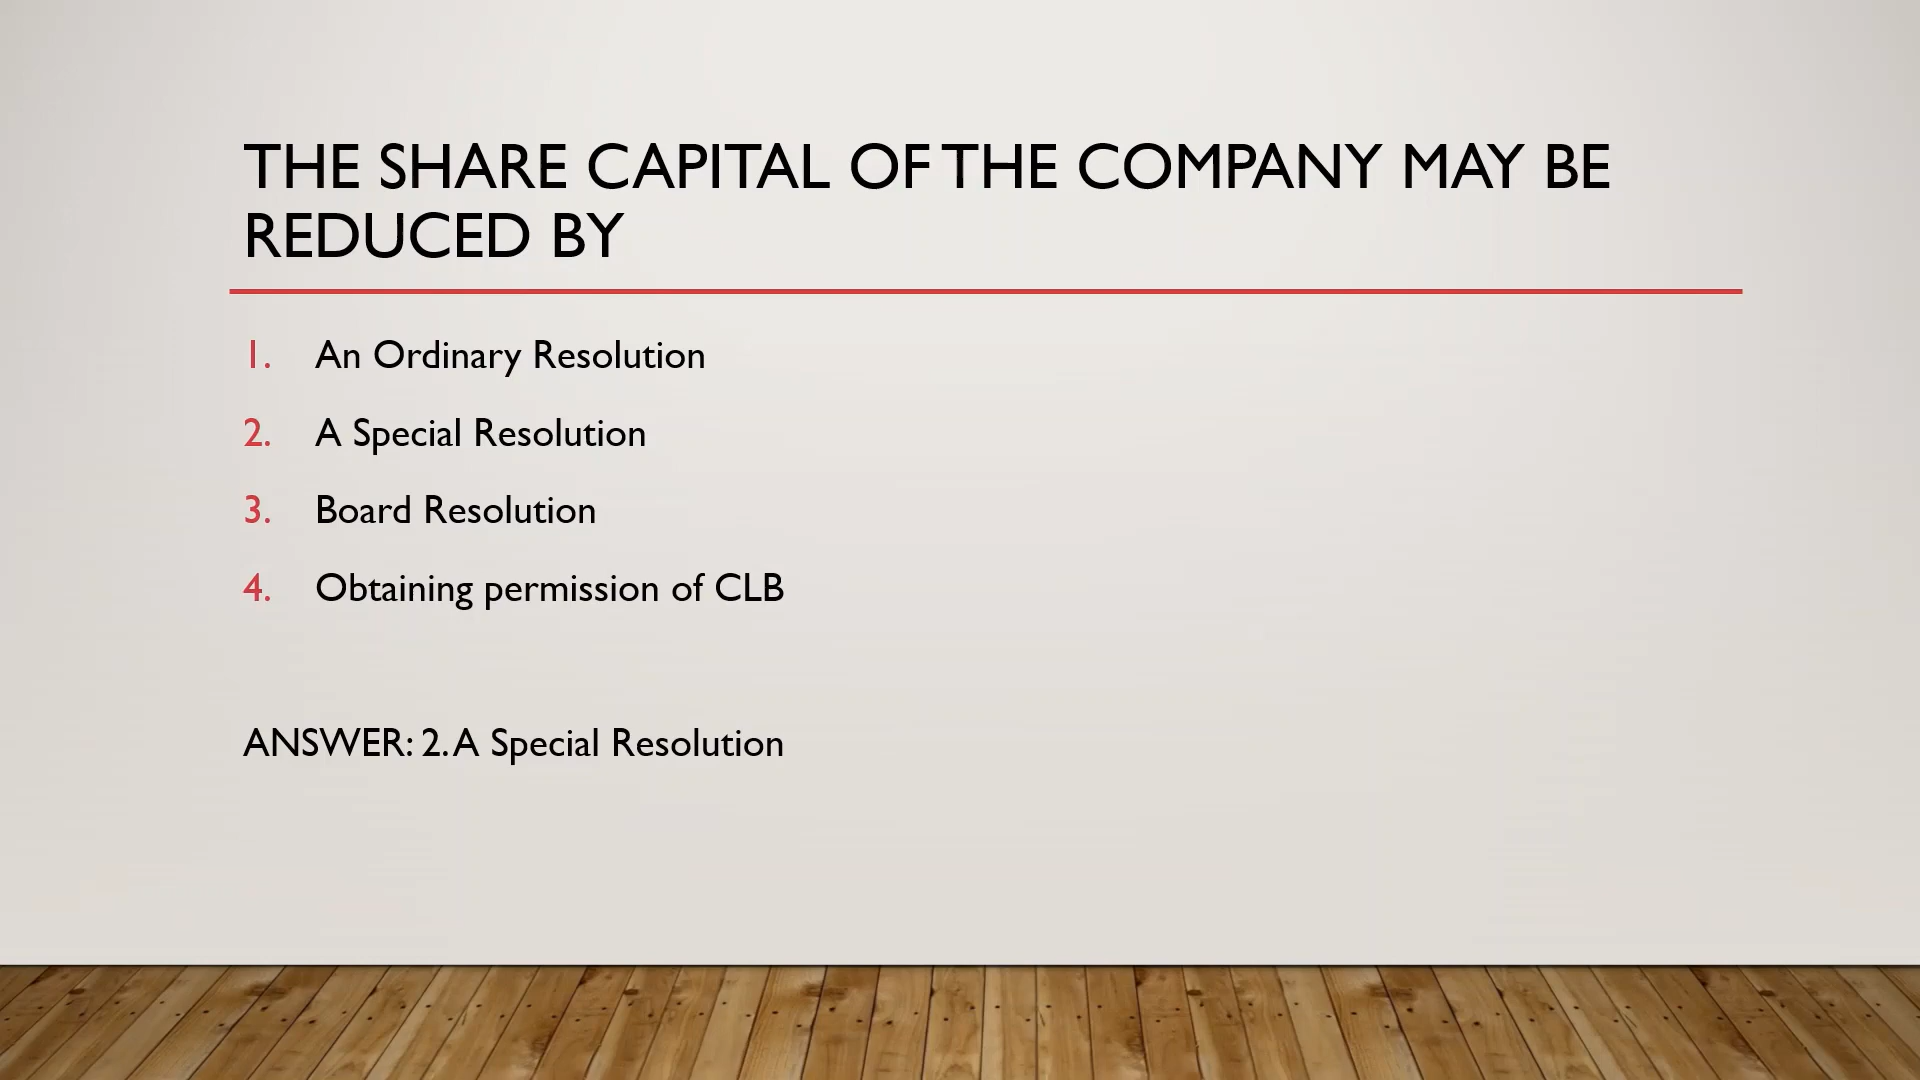 THE SHARE CAPITAL OF THE COMPANY MAY BE
REDUCED BY
1. An Ordinary Resolution
2. A Special Resolution
3. Board Resolution
4. Obtaining permission of CLB
ANSWER: 2. A Special Resolution